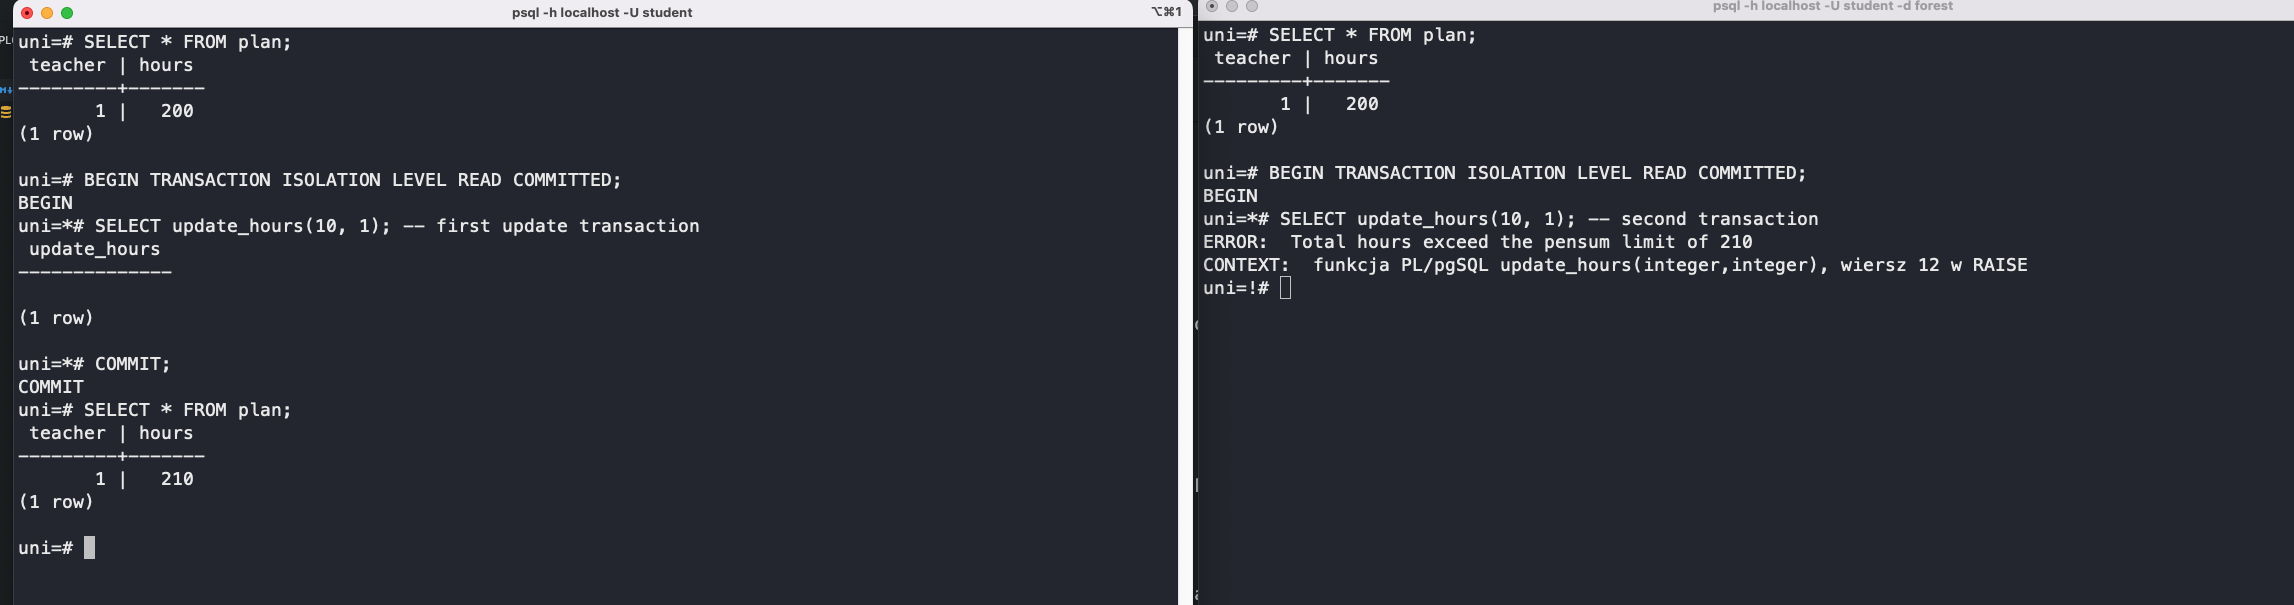 psql -h localhost -U student
⌥⌘1
uni=# SELECT * FROM plan;
 teacher | hours
---------+-------
       1 |   200
(1 row)
uni=# BEGIN TRANSACTION ISOLATION LEVEL READ COMMITTED;
BEGIN
uni=*# SELECT update_hours(10, 1); -- first update transaction
 update_hours
--------------
(1 row)
uni=*# COMMIT;
COMMIT
uni=# SELECT * FROM plan;
 teacher | hours
---------+-------
       1 |   210
(1 row)
uni=#
psql -h localhost -U student -d forest
uni=# SELECT * FROM plan;
 teacher | hours
---------+-------
       1 |   200
(1 row)
uni=# BEGIN TRANSACTION ISOLATION LEVEL READ COMMITTED;
BEGIN
uni=*# SELECT update_hours(10, 1); -- second transaction
ERROR:  Total hours exceed the pensum limit of 210
CONTEXT:  funkcja PL/pgSQL update_hours(integer,integer), wiersz 12 w RAISE
uni=!#